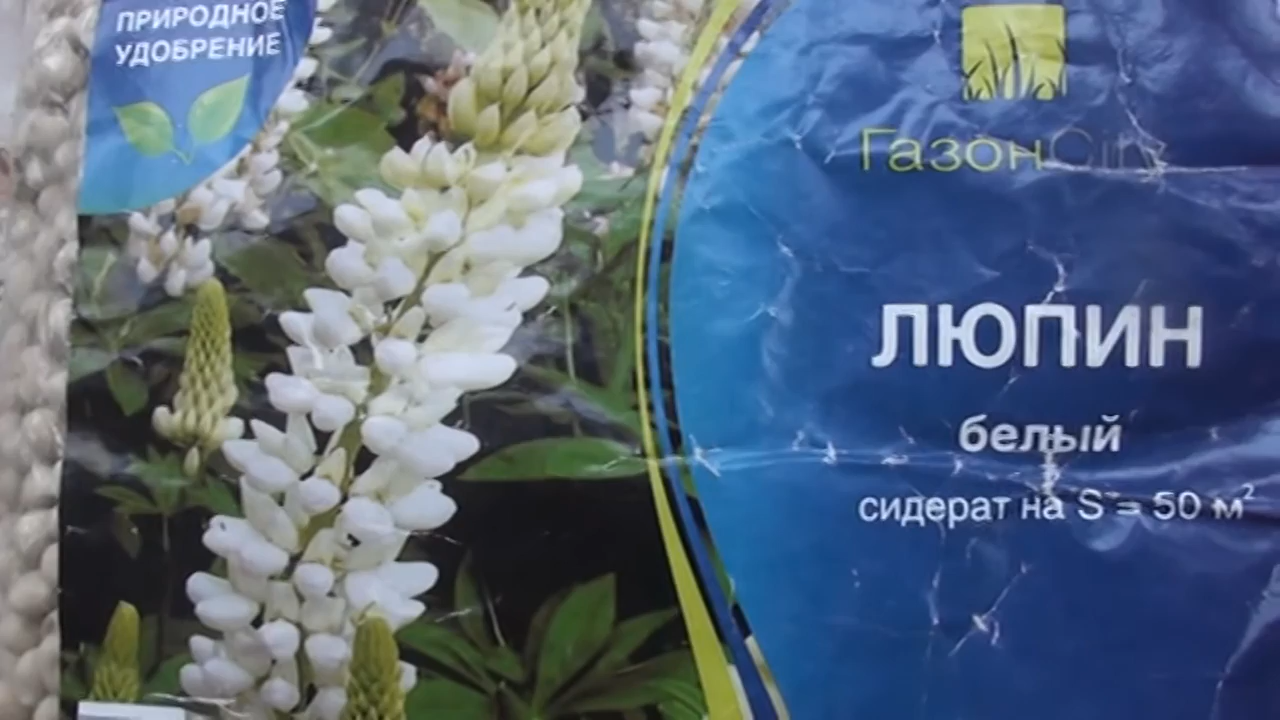 ПРИРОДНОЕ
УДОБРЕНИЕ
ГазонCity
ЛЮПИН
белый
сидерат на S = 50 м²